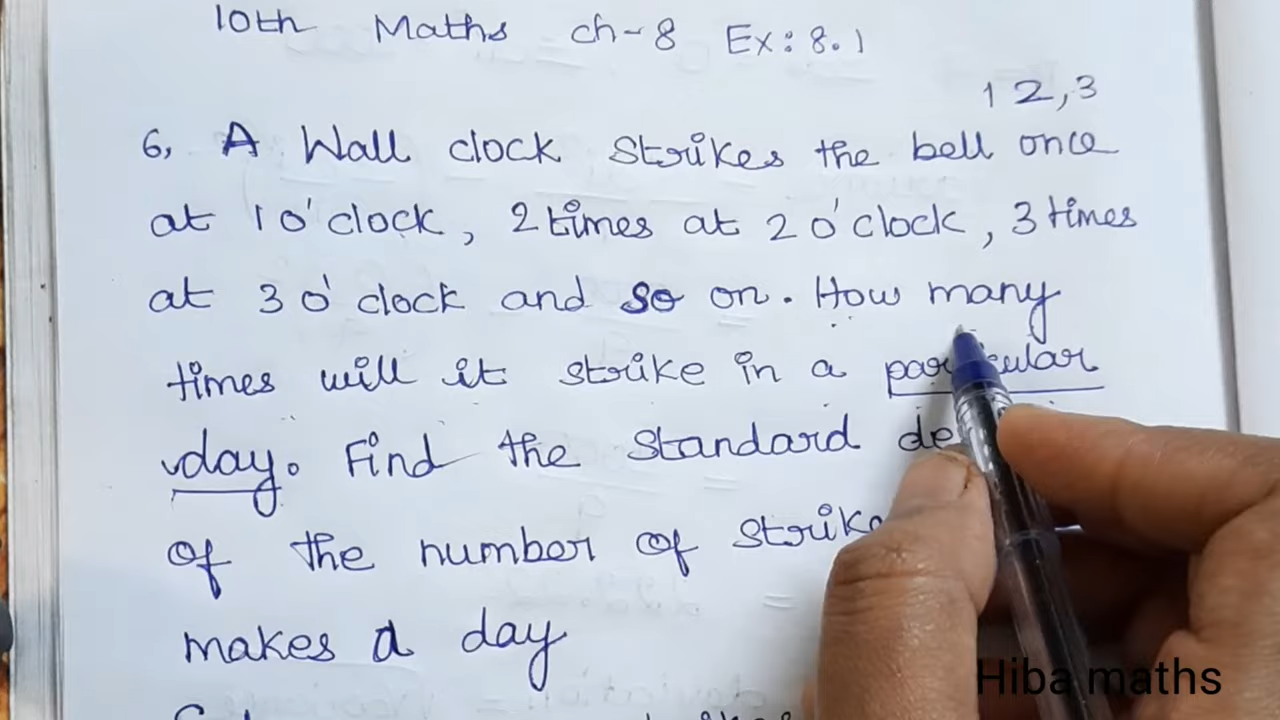 10th Maths ch-8 Ex: 8.1
1 2,3
6, A Wall clock strikes the bell once
at 1 o'clock, 2 times at 2 o'clock, 3 times
at 3 o'clock and so on. How many
times will it strike in a particular
day. Find the standard
of the number of
makes a day
Hiba maths